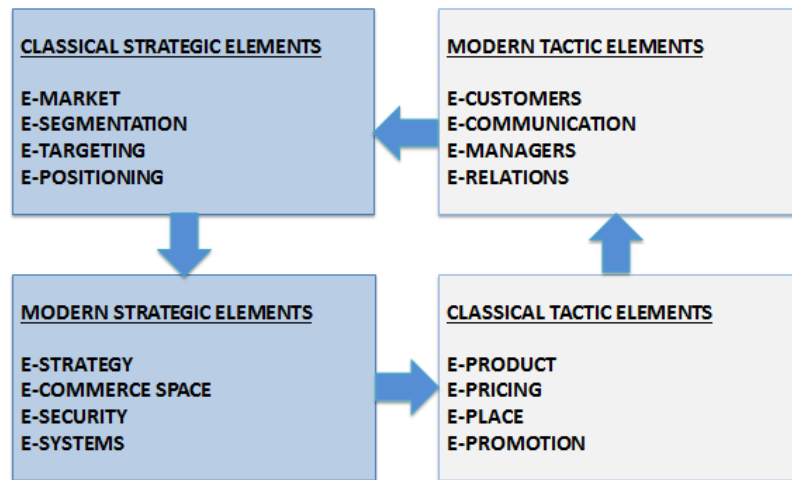 CLASSICAL STRATEGIC ELEMENTS
E-MARKET
E-SEGMENTATION
E-TARGETING
E-POSITIONING
MODERN TACTIC ELEMENTS
E-CUSTOMERS
E-COMMUNICATION
E-MANAGERS
E-RELATIONS
MODERN STRATEGIC ELEMENTS
E-STRATEGY
E-COMMERCE SPACE
E-SECURITY
E-SYSTEMS
CLASSICAL TACTIC ELEMENTS
E-PRODUCT
E-PRICING
E-PLACE
E-PROMOTION